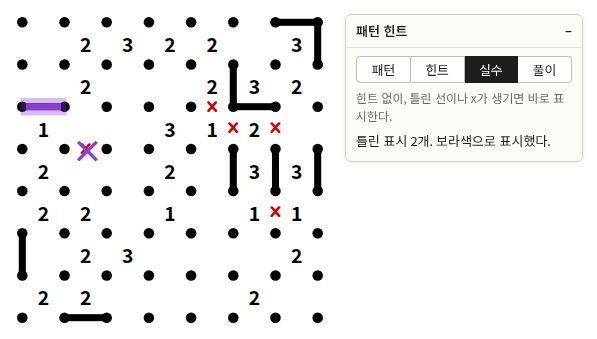 2 3 2 2 3
2 2 3 2
1 3 1 2
2 2 3 3
2 2 1 1 1
2 3 2
2 2 2
패턴 힌트 –
패턴 힌트 실수 풀이
힌트 없이, 틀린 선이나 x가 생기면 바로 표
시한다.
틀린 표시 2개. 보라색으로 표시했다.